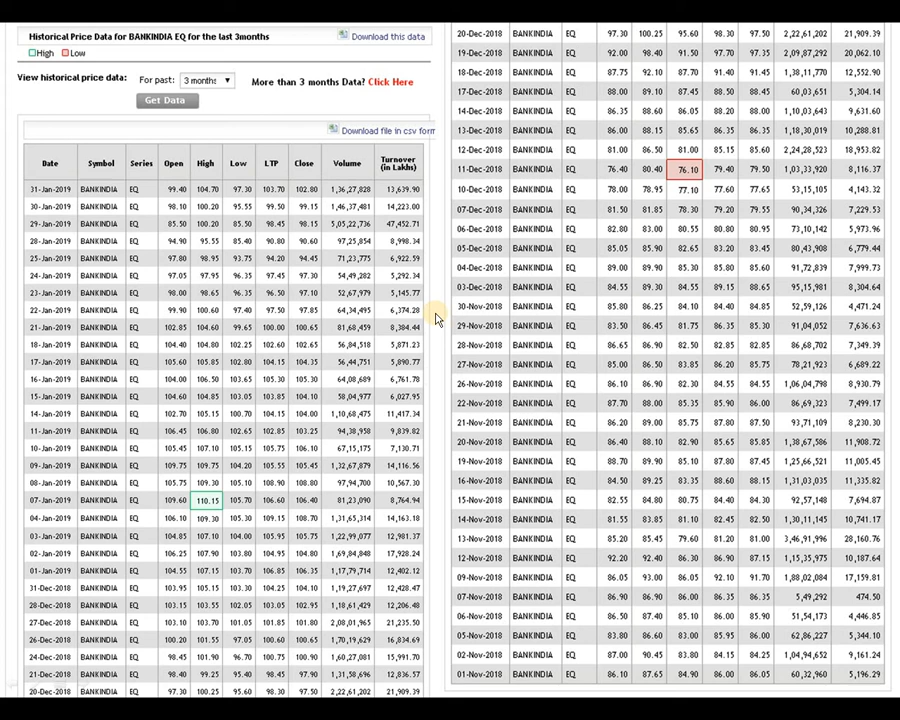 Historical Price Data for BANKINDIA EQ for the last 3months
Download this data
High Low
View historical price data: For past: 3 months More than 3 months Data? Click Here
Get Data
Download file in csv form
Date Symbol Series Open High Low LTP Close Volume Turnover (in Lakhs)
31-Jan-2019 BANKINDIA EQ 99.40 104.70 97.30 103.70 102.80 1,36,27,828 13,639.90
30-Jan-2019 BANKINDIA EQ 98.10 100.20 95.55 99.50 99.15 1,46,37,481 14,223.00
29-Jan-2019 BANKINDIA EQ 85.50 100.20 85.50 98.45 98.15 5,05,22,736 47,452.71
28-Jan-2019 BANKINDIA EQ 94.90 95.55 85.40 90.80 90.60 97,25,854 8,998.34
25-Jan-2019 BANKINDIA EQ 97.80 98.95 93.75 94.20 94.45 71,23,775 6,922.59
24-Jan-2019 BANKINDIA EQ 97.05 97.95 96.35 97.45 97.30 54,49,282 5,292.34
23-Jan-2019 BANKINDIA EQ 98.00 98.65 96.35 96.50 97.10 52,67,979 5,145.77
22-Jan-2019 BANKINDIA EQ 99.90 100.60 97.40 97.50 97.85 64,34,495 6,374.28
21-Jan-2019 BANKINDIA EQ 102.85 104.60 99.65 100.00 100.65 81,68,459 8,384.44
18-Jan-2019 BANKINDIA EQ 104.40 104.80 102.25 102.60 102.65 56,84,518 5,871.23
17-Jan-2019 BANKINDIA EQ 105.60 105.85 102.80 104.15 104.35 56,44,751 5,890.77
16-Jan-2019 BANKINDIA EQ 104.00 106.50 103.65 105.30 105.30 64,08,689 6,761.78
15-Jan-2019 BANKINDIA EQ 104.60 104.85 103.05 103.85 104.10 58,04,977 6,027.95
14-Jan-2019 BANKINDIA EQ 102.70 105.15 100.70 104.15 104.00 1,10,68,475 11,417.34
11-Jan-2019 BANKINDIA EQ 106.45 106.80 102.65 102.85 103.25 94,38,958 9,839.82
10-Jan-2019 BANKINDIA EQ 105.45 107.10 105.15 105.75 106.10 67,15,175 7,130.71
09-Jan-2019 BANKINDIA EQ 109.75 109.75 104.20 105.55 105.45 1,32,67,879 14,116.56
08-Jan-2019 BANKINDIA EQ 105.75 109.30 105.10 108.90 108.80 97,94,700 10,567.30
07-Jan-2019 BANKINDIA EQ 109.60 110.15 105.70 106.60 106.40 81,23,090 8,764.94
04-Jan-2019 BANKINDIA EQ 106.10 109.30 105.30 109.15 108.70 1,31,65,314 14,163.18
03-Jan-2019 BANKINDIA EQ 104.85 107.10 104.00 105.95 105.75 1,22,99,077 12,981.37
02-Jan-2019 BANKINDIA EQ 106.25 107.90 103.80 104.95 104.80 1,69,84,848 17,928.24
01-Jan-2019 BANKINDIA EQ 104.55 107.15 103.70 106.85 106.35 1,17,79,714 12,402.12
31-Dec-2018 BANKINDIA EQ 103.95 105.15 103.30 104.25 104.10 1,19,27,697 12,428.47
28-Dec-2018 BANKINDIA EQ 103.15 103.55 102.05 103.05 102.95 1,18,61,429 12,206.48
27-Dec-2018 BANKINDIA EQ 103.10 103.70 101.05 101.85 101.80 2,08,01,965 21,235.50
26-Dec-2018 BANKINDIA EQ 100.20 101.55 97.05 100.60 100.65 1,70,19,629 16,834.69
24-Dec-2018 BANKINDIA EQ 98.45 101.90 96.70 100.75 100.25 1,60,27,081 15,991.70
21-Dec-2018 BANKINDIA EQ 98.40 99.25 95.40 98.45 97.90 1,31,58,696 12,836.57
20-Dec-2018 BANKINDIA EQ 97.30 100.25 95.60 98.30 97.50 2,22,61,202 21,909.39
20-Dec-2018 BANKINDIA EQ 97.30 100.25 95.60 98.30 97.50 2,22,61,202 21,909.39
19-Dec-2018 BANKINDIA EQ 92.00 98.40 91.50 97.70 96.75 2,09,87,292 20,062.10
18-Dec-2018 BANKINDIA EQ 87.75 92.10 87.70 91.40 91.45 1,38,11,770 12,552.90
17-Dec-2018 BANKINDIA EQ 88.00 89.10 87.45 88.50 88.45 60,03,651 5,304.14
14-Dec-2018 BANKINDIA EQ 86.35 88.60 86.05 88.20 88.00 1,10,03,643 9,631.60
13-Dec-2018 BANKINDIA EQ 86.00 88.15 85.65 86.35 86.35 1,18,30,019 10,288.81
12-Dec-2018 BANKINDIA EQ 81.00 86.50 81.00 85.15 85.60 2,24,28,523 18,953.82
11-Dec-2018 BANKINDIA EQ 76.40 80.40 76.10 79.40 79.50 1,03,33,920 8,116.37
10-Dec-2018 BANKINDIA EQ 78.00 78.95 77.10 77.60 77.65 53,15,105 4,143.32
07-Dec-2018 BANKINDIA EQ 81.50 81.85 78.30 79.20 79.55 90,34,326 7,229.53
06-Dec-2018 BANKINDIA EQ 82.80 83.00 80.55 80.80 80.95 73,10,142 5,973.96
05-Dec-2018 BANKINDIA EQ 85.05 85.90 82.65 83.20 83.45 80,43,908 6,779.44
04-Dec-2018 BANKINDIA EQ 89.00 89.90 85.30 85.80 85.60 91,72,839 7,999.73
03-Dec-2018 BANKINDIA EQ 84.55 89.30 84.55 89.15 88.65 95,15,981 8,304.64
30-Nov-2018 BANKINDIA EQ 85.80 86.25 84.10 84.40 84.85 52,59,126 4,471.24
29-Nov-2018 BANKINDIA EQ 83.50 86.45 81.75 86.35 85.30 91,04,052 7,636.63
28-Nov-2018 BANKINDIA EQ 86.65 86.90 82.50 82.85 82.85 86,68,702 7,349.39
27-Nov-2018 BANKINDIA EQ 85.00 86.50 83.85 86.20 85.75 78,21,923 6,689.22
26-Nov-2018 BANKINDIA EQ 86.10 86.90 82.30 84.55 84.55 1,06,04,798 8,930.79
22-Nov-2018 BANKINDIA EQ 87.70 88.00 85.35 85.90 86.00 86,69,323 7,499.17
21-Nov-2018 BANKINDIA EQ 86.20 89.00 85.75 87.80 87.50 93,71,109 8,230.30
20-Nov-2018 BANKINDIA EQ 86.40 88.10 82.90 85.65 85.85 1,38,67,586 11,908.72
19-Nov-2018 BANKINDIA EQ 88.70 89.90 85.10 87.80 87.45 1,25,66,521 11,005.45
16-Nov-2018 BANKINDIA EQ 84.50 89.25 83.35 88.60 88.15 1,31,03,035 11,335.82
15-Nov-2018 BANKINDIA EQ 82.55 84.80 80.75 84.40 84.30 92,57,148 7,694.87
14-Nov-2018 BANKINDIA EQ 81.55 83.85 81.10 82.45 82.50 1,30,11,145 10,741.17
13-Nov-2018 BANKINDIA EQ 85.20 85.45 79.60 81.20 81.00 3,46,91,996 28,160.76
12-Nov-2018 BANKINDIA EQ 92.20 92.40 86.30 86.90 87.15 1,15,35,975 10,187.64
09-Nov-2018 BANKINDIA EQ 86.05 93.00 86.05 92.10 91.70 1,88,02,084 17,159.81
07-Nov-2018 BANKINDIA EQ 86.90 86.90 86.00 86.35 86.35 5,49,292 474.50
06-Nov-2018 BANKINDIA EQ 86.50 87.40 85.10 86.00 85.90 51,54,173 4,446.85
05-Nov-2018 BANKINDIA EQ 83.80 86.60 83.00 85.95 86.00 62,86,227 5,344.10
02-Nov-2018 BANKINDIA EQ 87.00 90.45 83.80 84.15 84.25 1,04,94,652 9,161.24
01-Nov-2018 BANKINDIA EQ 86.10 87.65 84.90 86.00 86.05 60,32,960 5,196.29